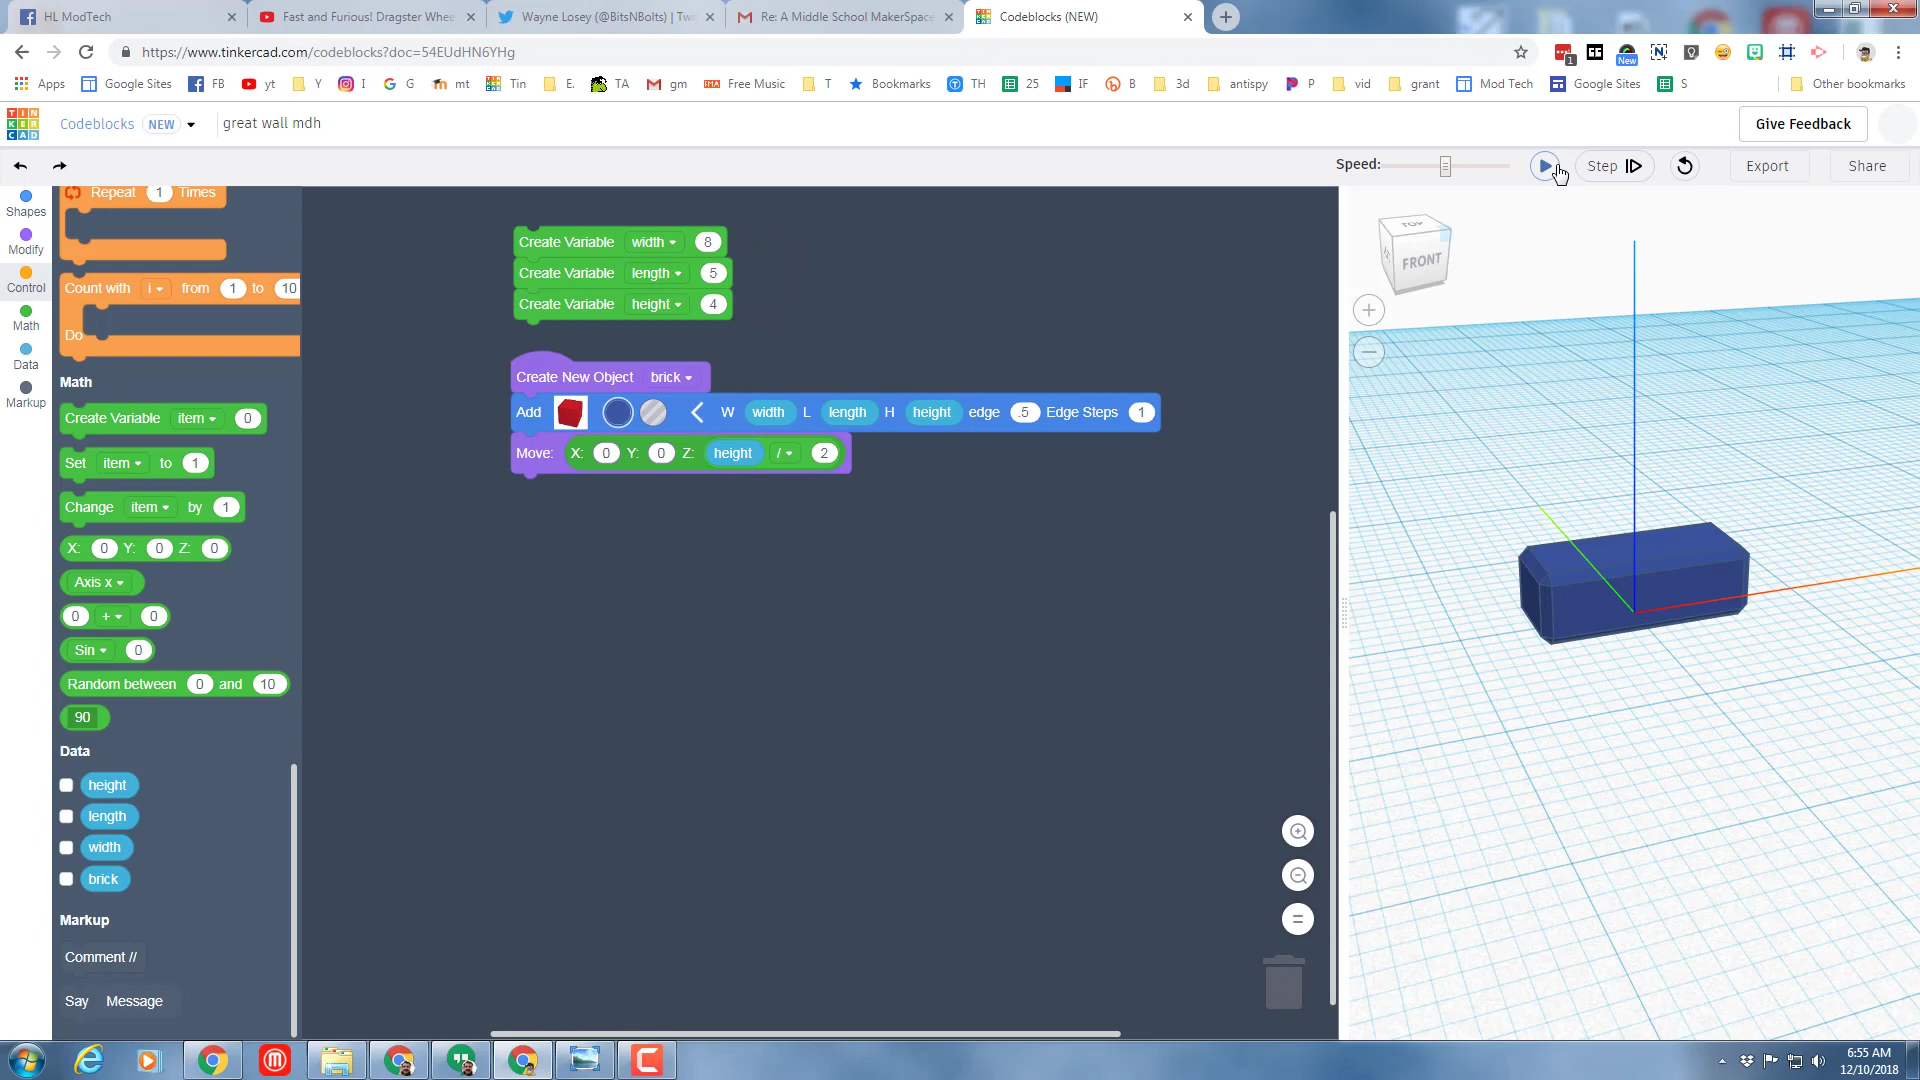 HL ModTech
Fast and Furious! Dragster Whee
Wayne Losey (@BitsNBolts) | Twi
Re: A Middle School MakerSpace
Codeblocks (NEW)
https://www.tinkercad.com/codeblocks?doc=54EUdHN6YHg
1
New
Apps
Google Sites
FB
yt
Y
I
G
mt
Tin
E.
TA
gm
Free Music
T
Bookmarks
TH
25
IF
B
3d
antispy
P
vid
grant
Mod Tech
Google Sites
S
Other bookmarks
TIN
KER
CAD
Codeblocks NEW
great wall mdh
Give Feedback
Speed:
Step
Export
Share
Shapes
Modify
Control
Math
Data
Markup
Repeat 1 Times
Count with i from 1 to 10
Do
Math
Create Variable item 0
Set item to 1
Change item by 1
X: 0 Y: 0 Z: 0
Axis x
0 + 0
Sin 0
Random between 0 and 10
90
Data
height
length
width
brick
Markup
Comment //
Say Message
Create Variable width 8
Create Variable length 5
Create Variable height 4
Create New Object brick
Add W width L length H height edge .5 Edge Steps 1
Move: X: 0 Y: 0 Z: height / 2
TOP
FRONT
6:55 AM
12/10/2018